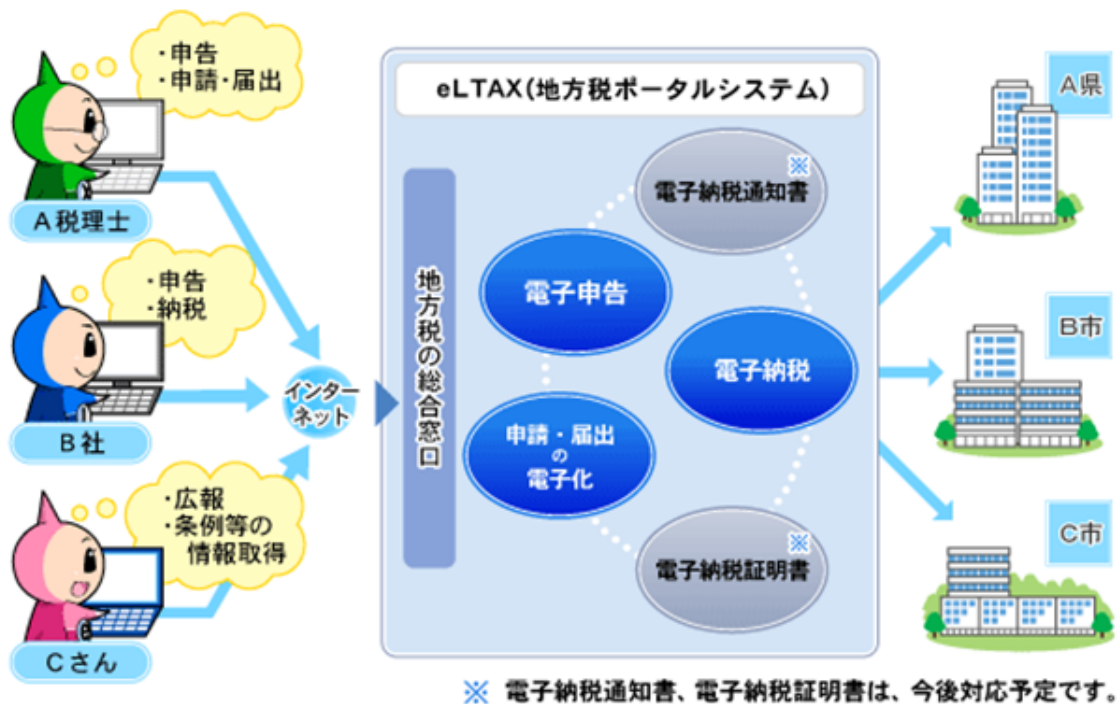 ・申告
・申請・届出
A税理士
・申告
・納税
B社
・広報
・条例等の
情報取得
Cさん
インター
ネット
eLTAX(地方税ポータルシステム)
地方税の総合窓口
※
電子納税通知書
電子申告
電子納税
申請・届出
の
電子化
※
電子納税証明書
A県
B市
C市
※ 電子納税通知書、電子納税証明書は、今後対応予定です。